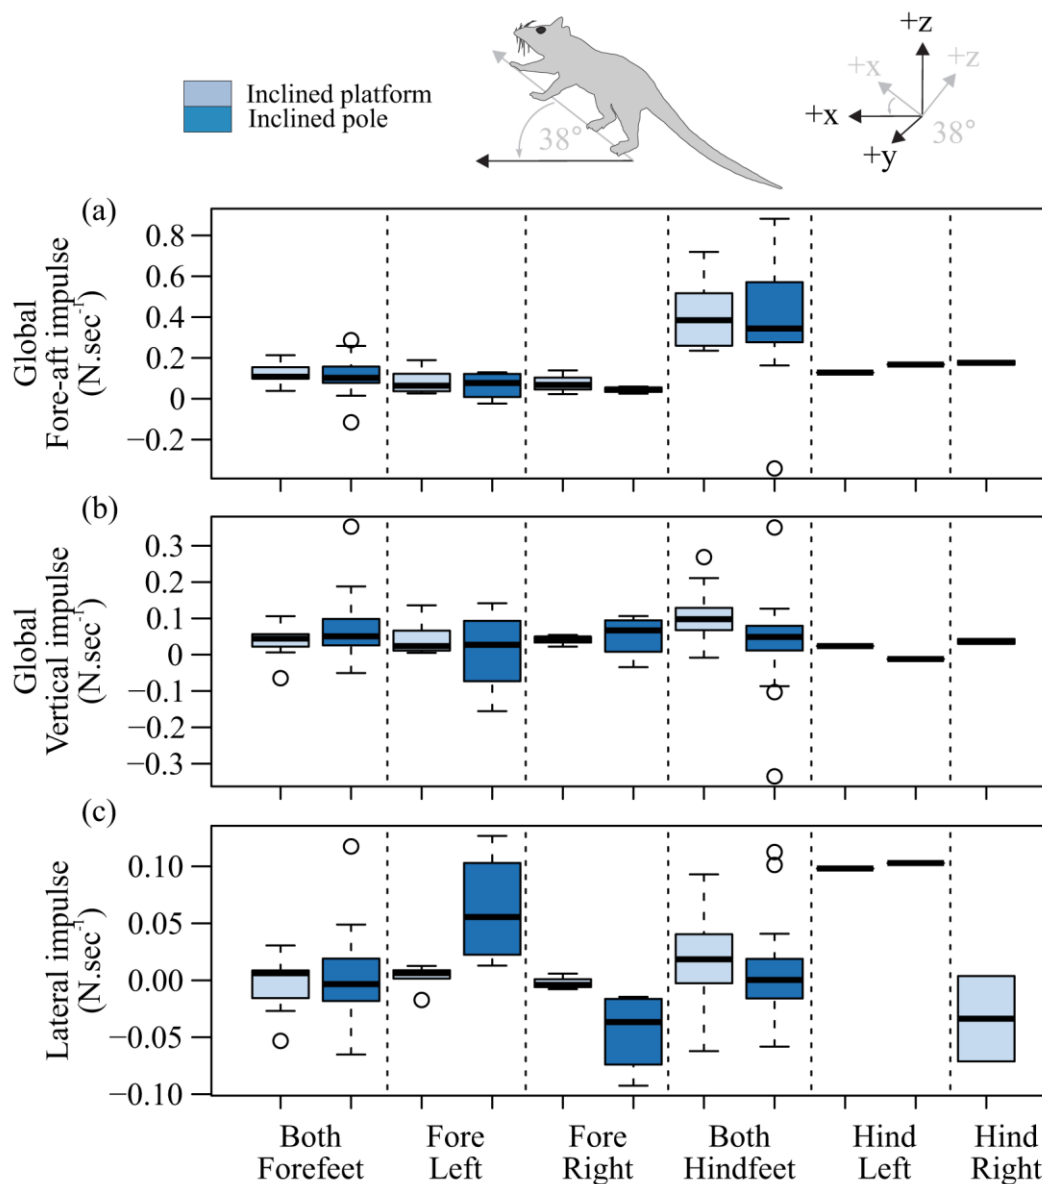 Inclined platform
Inclined pole
38°
+z
+x
+z
+x
38°
+y
(a)
Global
Fore-aft impulse
(N.sec⁻¹)
0.8
0.6
0.4
0.2
0
−0.2
(b)
Global
Vertical impulse
(N.sec⁻¹)
0.3
0.2
0.1
0
−0.1
−0.2
−0.3
(c)
Lateral impulse
(N.sec⁻¹)
0.10
0.05
0.00
−0.05
−0.10
Both Forefeet
Fore Left
Fore Right
Both Hindfeet
Hind Left
Hind Right